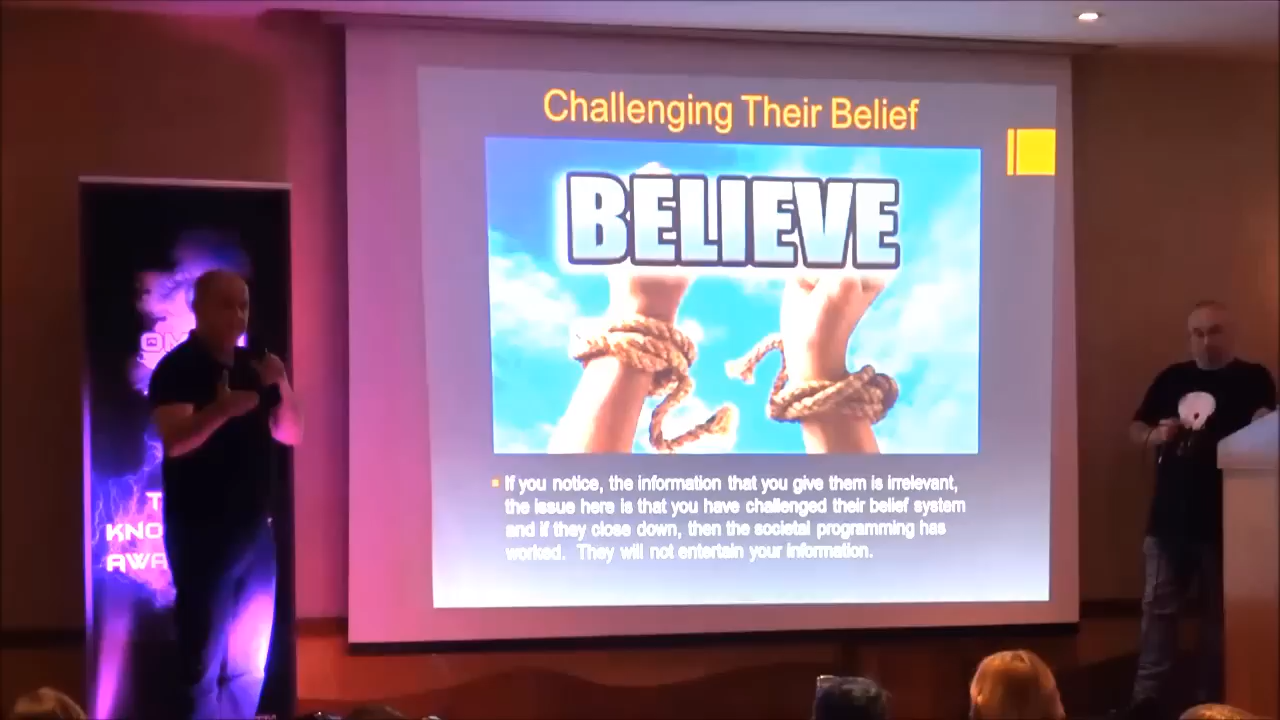 Challenging Their Belief
BELIEVE
If you notice, the information that you give them is irrelevant,
the issue here is that you have challenged their belief system
and if they close down, then the societal programming has
worked. They will not entertain your information.